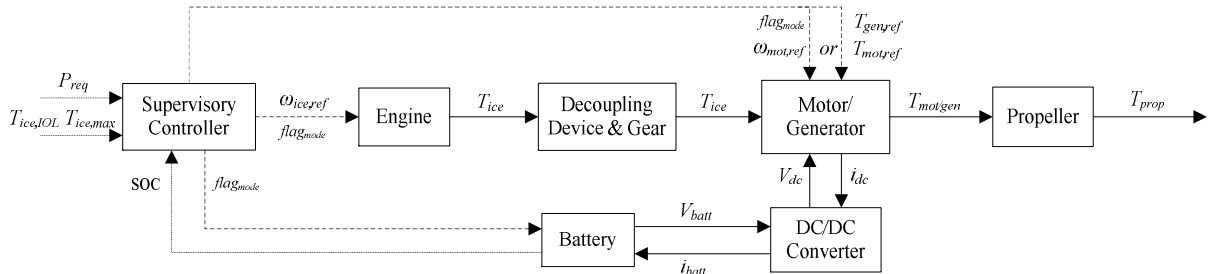 flag_mode
ω_mot,ref or
T_gen,ref
T_mot,ref
P_req
T_ice,IOL T_ice,max
Supervisory
Controller
ω_ice,ref
flag_mode
Engine
T_ice
Decoupling
Device & Gear
T_ice
Motor/
Generator
T_mot/gen
Propeller
T_prop
SOC
flag_mode
V_dc
i_dc
Battery
V_batt
i_batt
DC/DC
Converter